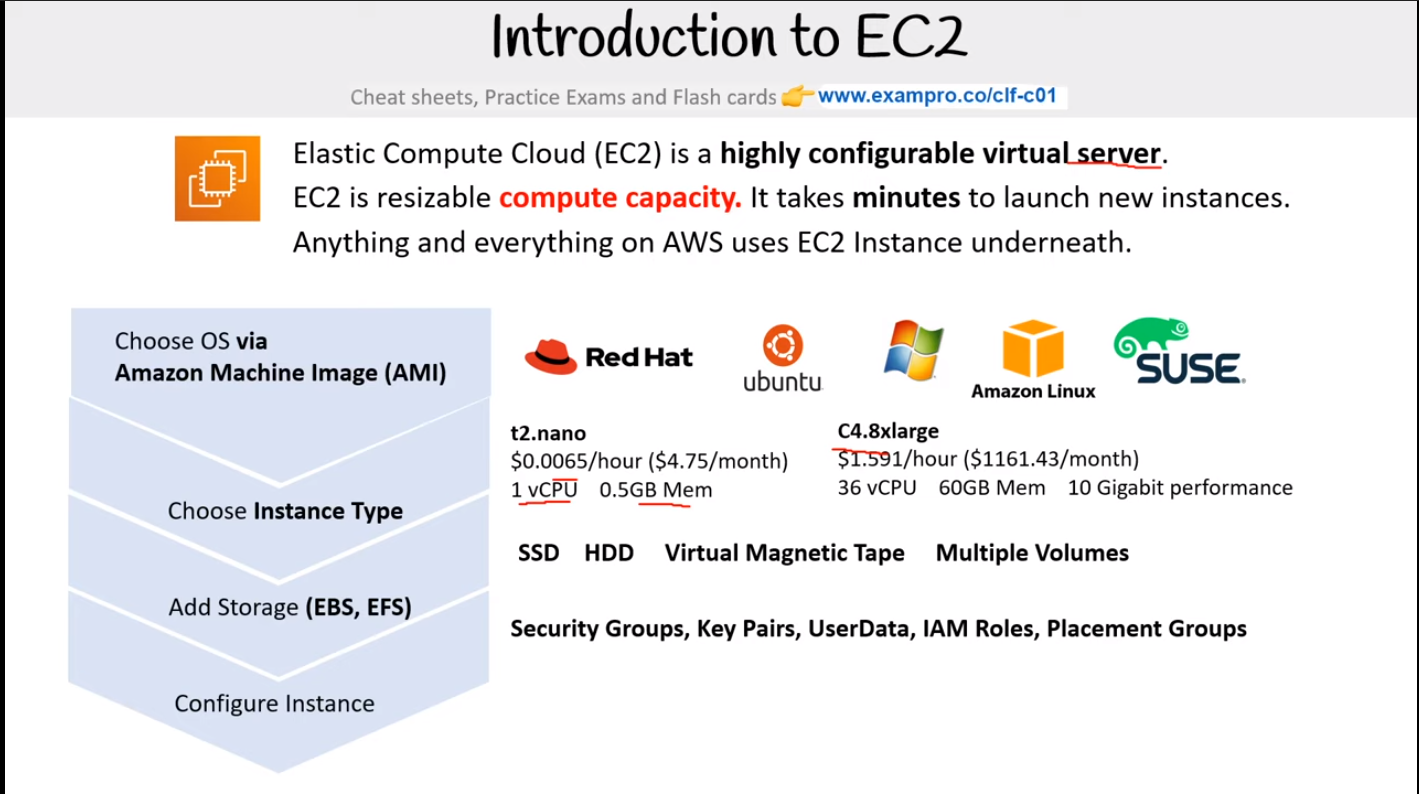 Introduction to EC2
Cheat sheets, Practice Exams and Flash cards 👉 www.exampro.co/clf-c01
Elastic Compute Cloud (EC2) is a highly configurable virtual server.
EC2 is resizable compute capacity. It takes minutes to launch new instances.
Anything and everything on AWS uses EC2 Instance underneath.
Choose OS via
Amazon Machine Image (AMI)
Red Hat
ubuntu
Amazon Linux
SUSE
Choose Instance Type
t2.nano
$0.0065/hour ($4.75/month)
1 vCPU 0.5GB Mem
C4.8xlarge
$1.591/hour ($1161.43/month)
36 vCPU 60GB Mem 10 Gigabit performance
Add Storage (EBS, EFS)
SSD HDD Virtual Magnetic Tape Multiple Volumes
Configure Instance
Security Groups, Key Pairs, UserData, IAM Roles, Placement Groups